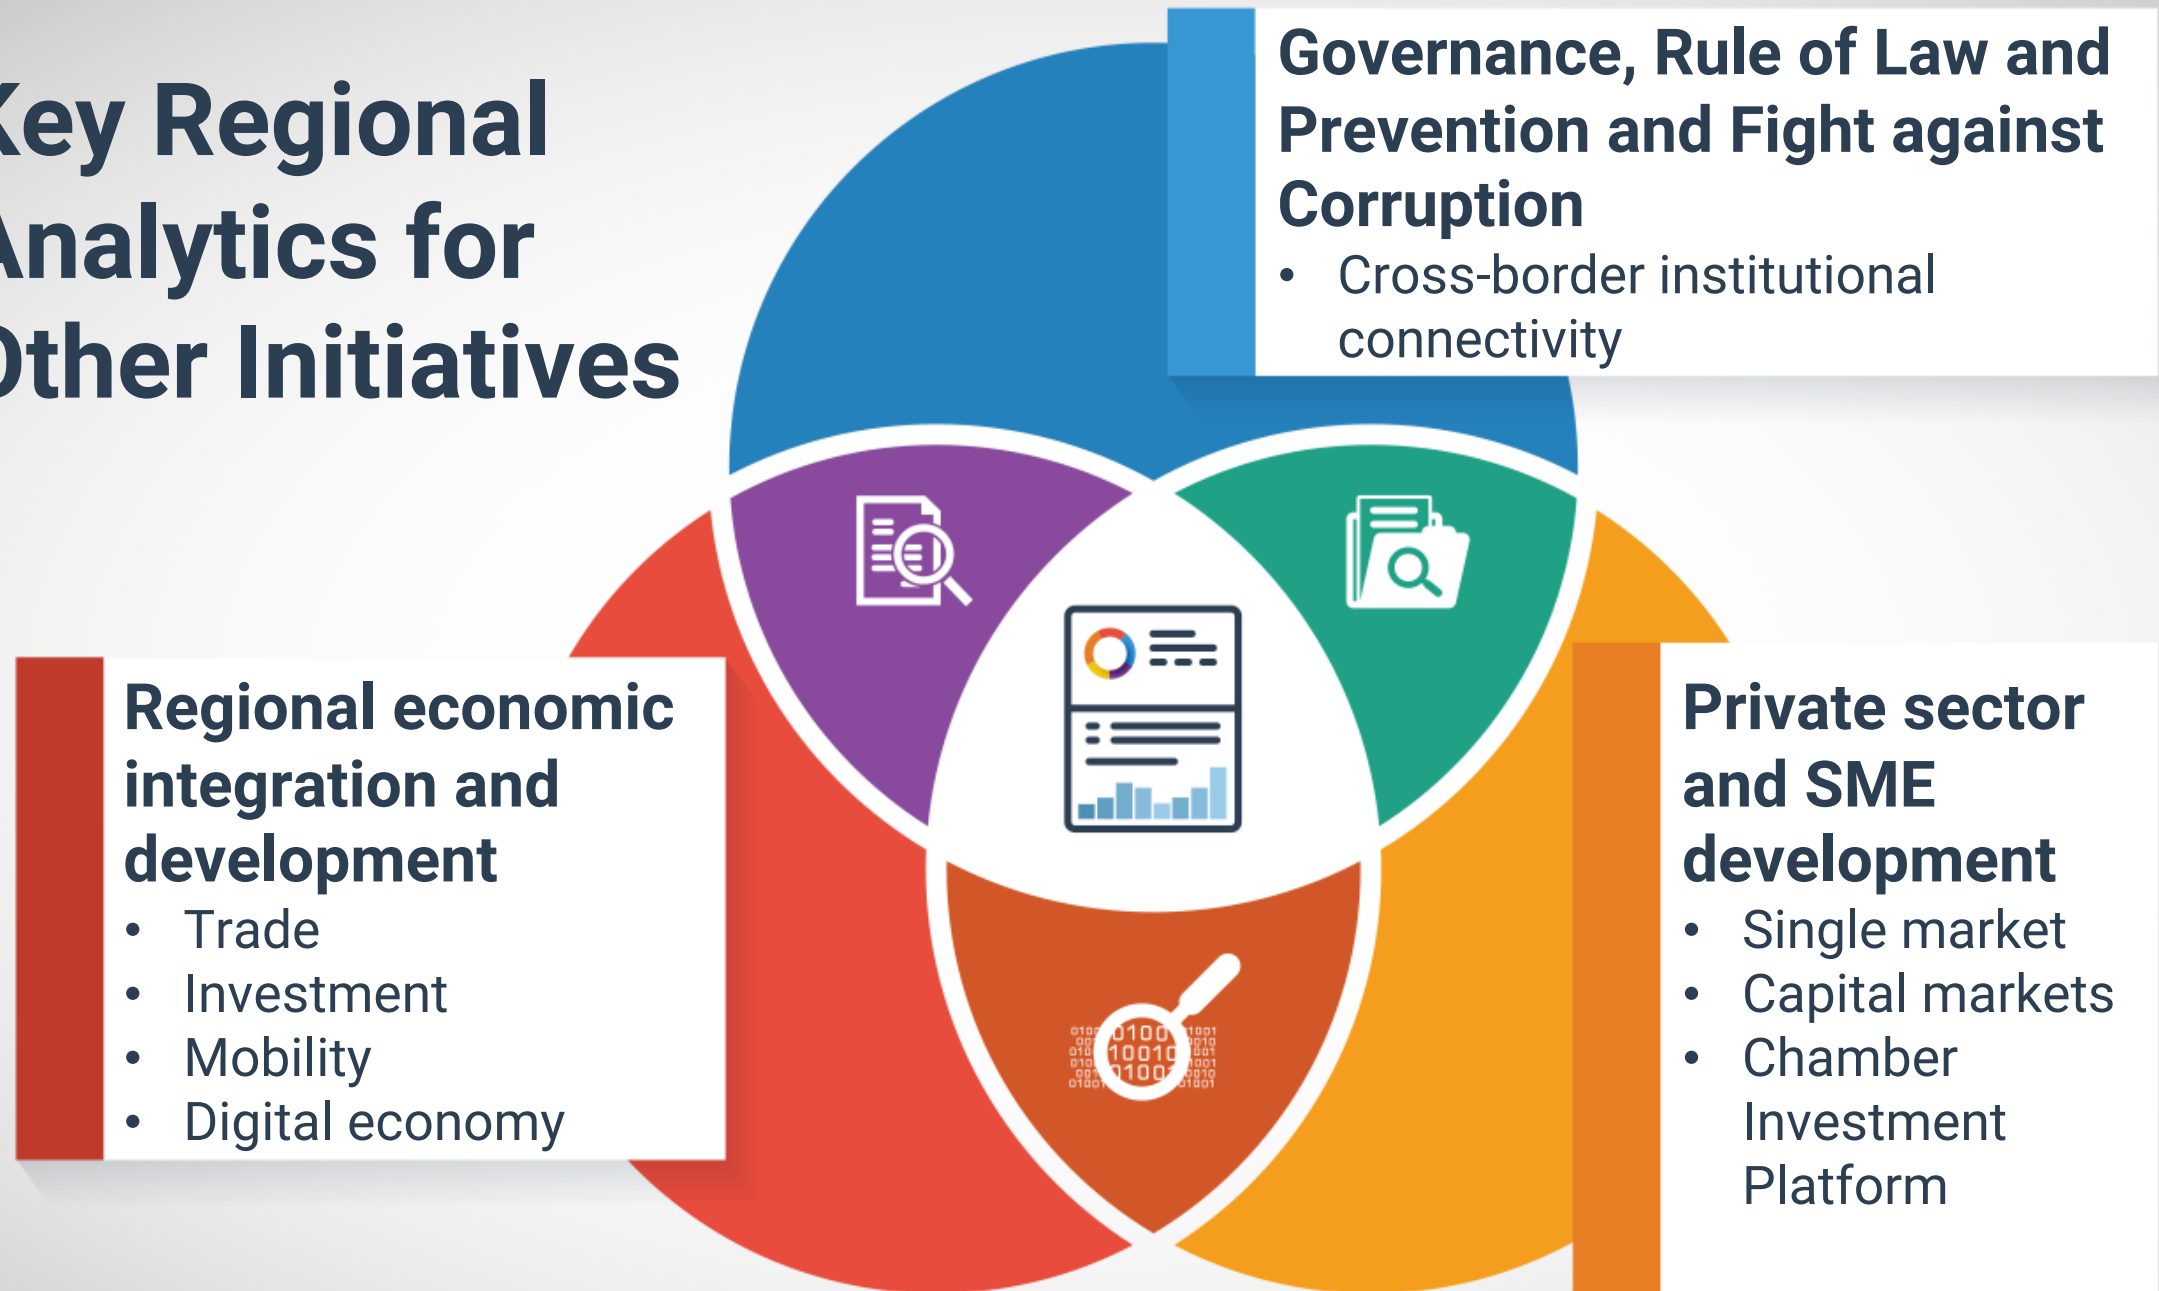 Key Regional
Analytics for
Other Initiatives
Governance, Rule of Law and
Prevention and Fight against
Corruption
• Cross-border institutional
connectivity
Regional economic
integration and
development
• Trade
• Investment
• Mobility
• Digital economy
Private sector
and SME
development
• Single market
• Capital markets
• Chamber
Investment
Platform